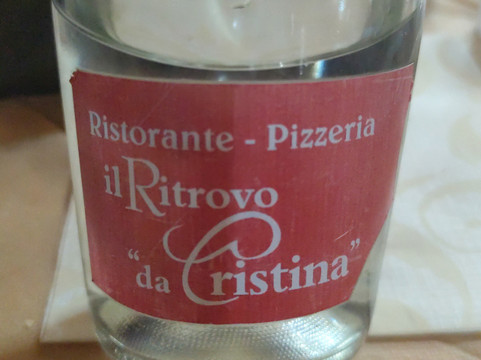 Ristorante - Pizzeria
il Ritrovo
"da Cristina"